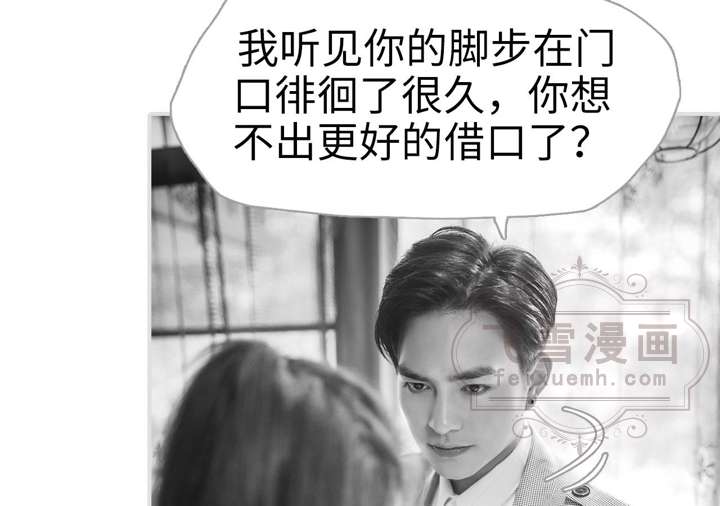 我听见你的脚步在门
口徘徊了很久，你想
不出更好的借口了？
飞雪漫画
feixuemh.com